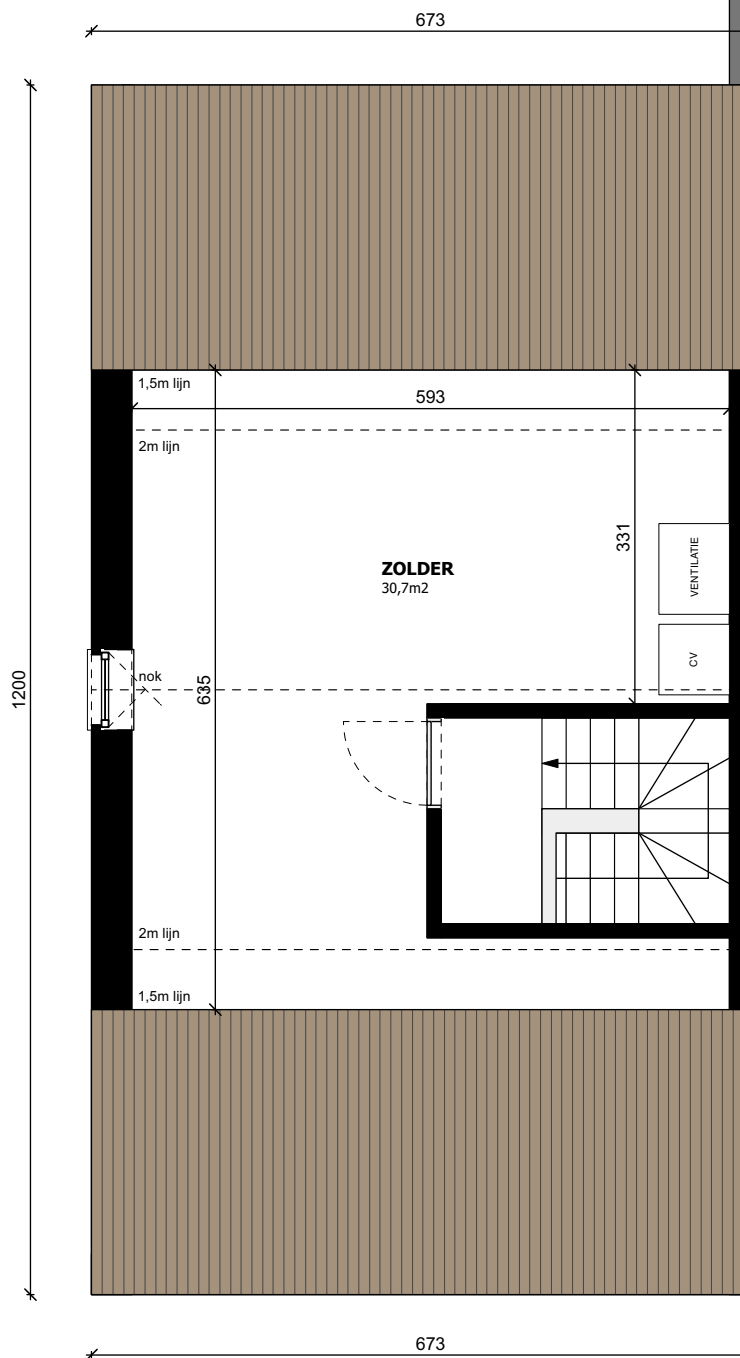 673
1,5m lijn
593
2m lijn
331
VENTILATIE
ZOLDER
30,7m2
CV
nok
635
1200
2m lijn
1,5m lijn
673